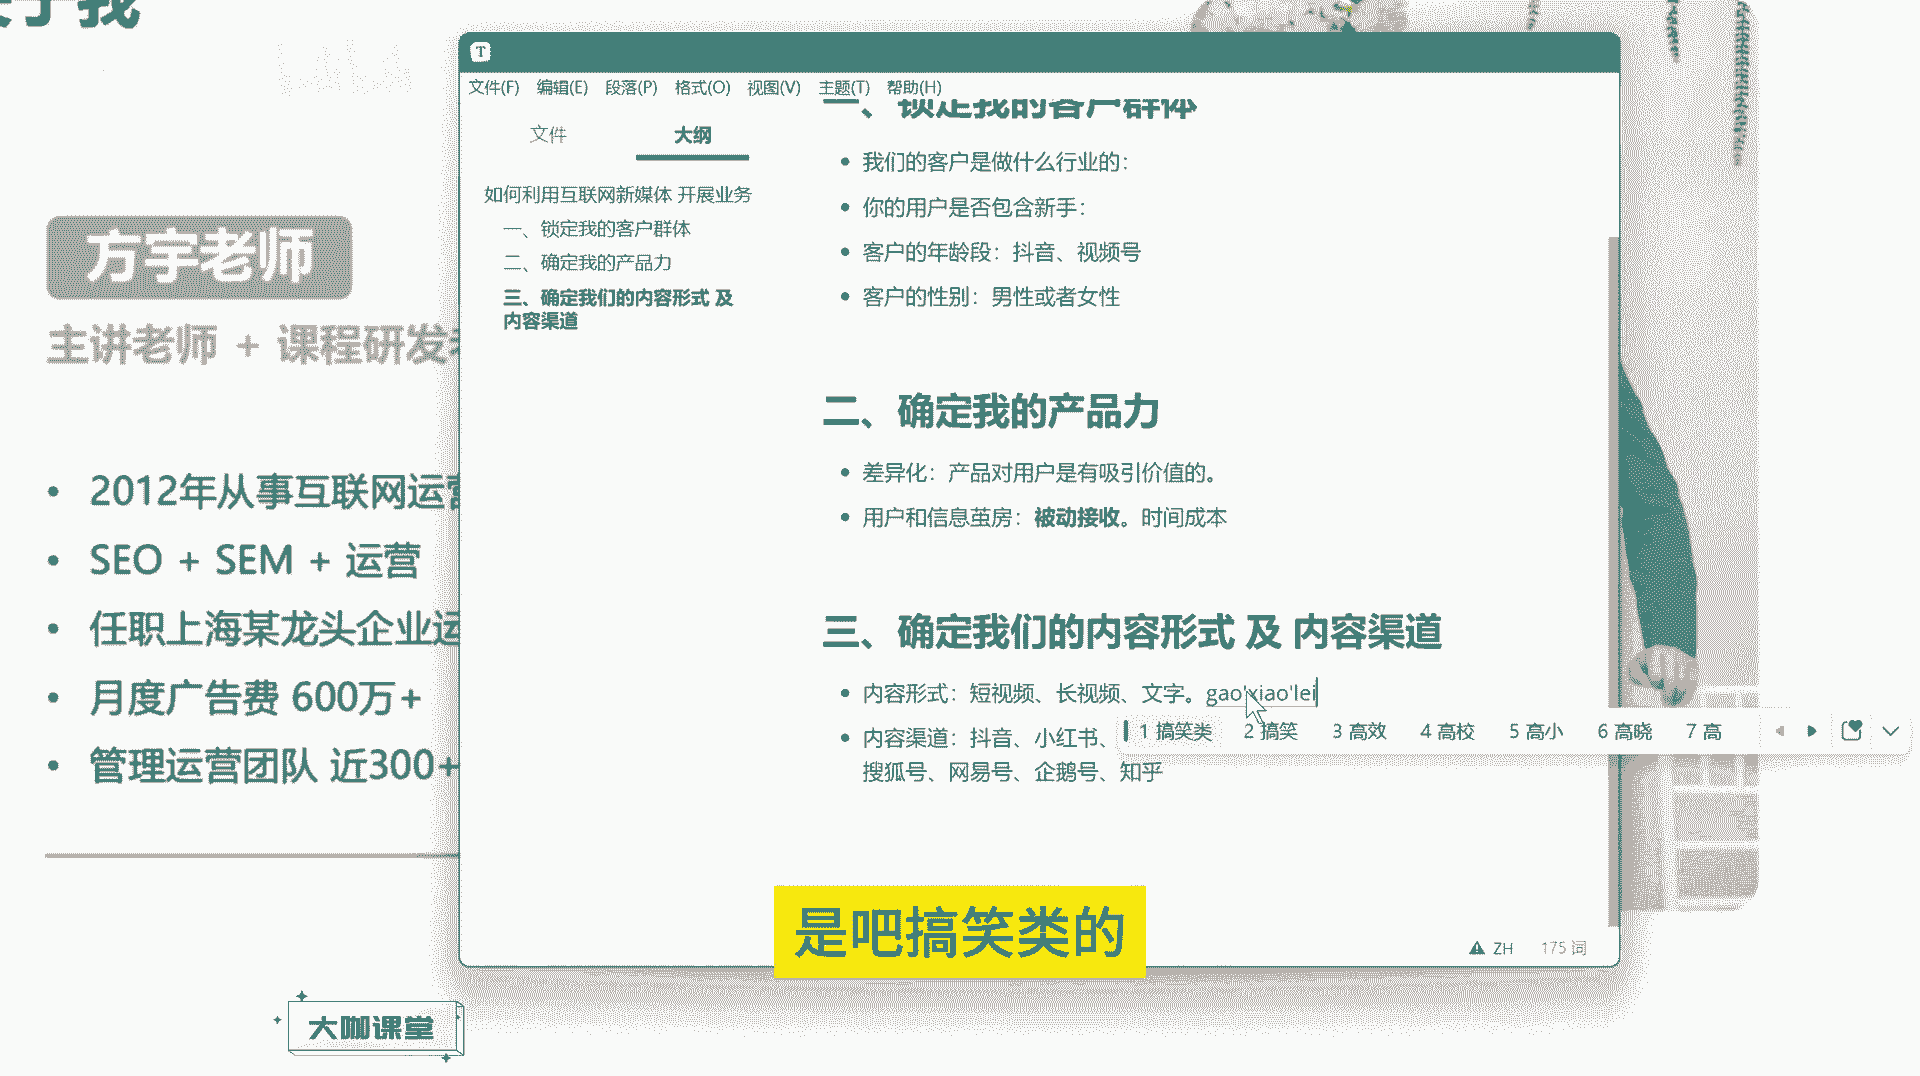 关于我
方宇老师
主讲老师 + 课程研发
2012年从事互联网运营
SEO + SEM + 运营
任职上海某龙头企业运
月度广告费 600万+
管理运营团队 近300+
大咖课堂
T
文件(F) 编辑(E) 段落(P) 格式(O) 视图(V) 主题(T) 帮助(H)
文件 大纲
如何利用互联网新媒体 开展业务
一、锁定我的客户群体
二、确定我的产品力
三、确定我们的内容形式 及
内容渠道
一、锁定我的客户群体
我们的客户是做什么行业的：
你的用户是否包含新手：
客户的年龄段：抖音、视频号
客户的性别：男性或者女性
二、确定我的产品力
差异化：产品对用户是有吸引价值的。
用户和信息茧房：被动接收。时间成本
三、确定我们的内容形式 及 内容渠道
内容形式：短视频、长视频、文字。gao'xiao'lei
1 搞笑类 2 搞笑 3 高效 4 高校 5 高小 6 高晓 7 高
内容渠道：抖音、小红书、
搜狐号、网易号、企鹅号、知乎
是吧搞笑类的
ZH 175 词